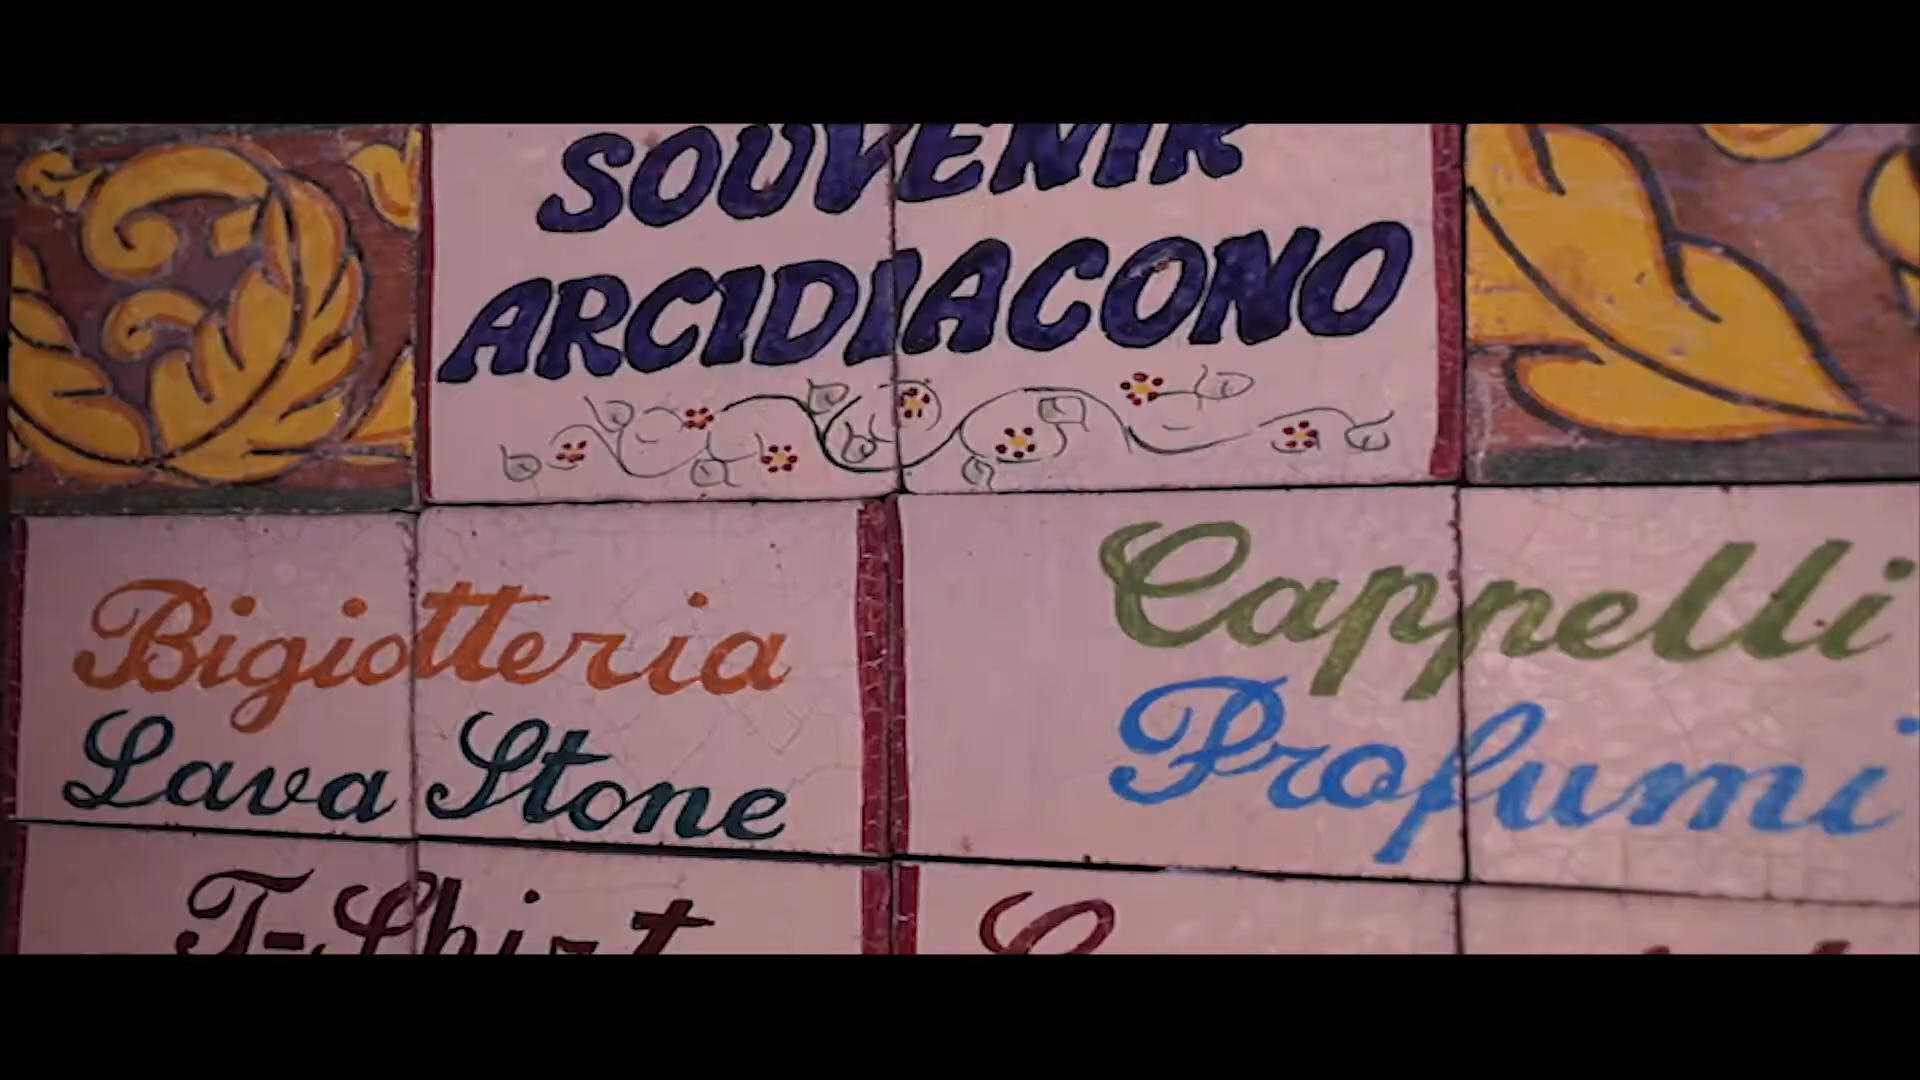 SOUVENIR
ARCIDIACONO
Bigiotteria
Lava Stone
Cappelli
Profumi
T-Shirt